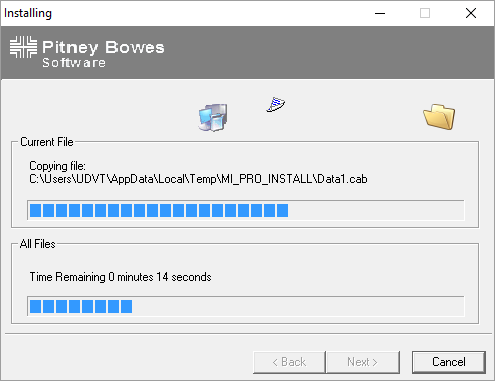 Installing
Pitney Bowes
Software
Current File
Copying file:
C:\Users\UDVT\AppData\Local\Temp\MI_PRO_INSTALL\Data1.cab
All Files
Time Remaining 0 minutes 14 seconds
< Back
Next >
Cancel